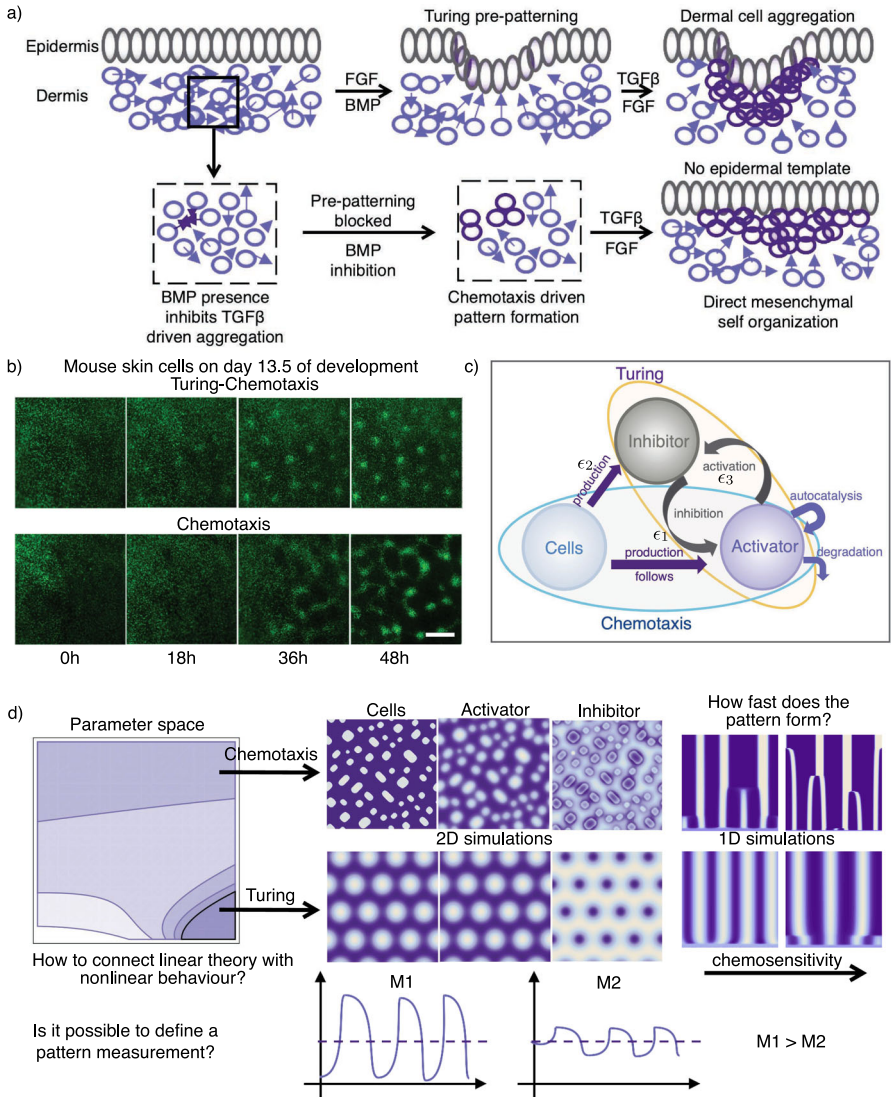 a)
Turing pre-patterning
Dermal cell aggregation
Epidermis
Dermis
FGF
BMP
TGFβ
FGF
No epidermal template
Pre-patterning
blocked
BMP
inhibition
TGFβ
FGF
BMP presence
inhibits TGFβ
driven aggregation
Chemotaxis driven
pattern formation
Direct mesenchymal
self organization
b)
Mouse skin cells on day 13.5 of development
Turing-Chemotaxis
Chemotaxis
0h
18h
36h
48h
c)
Turing
Inhibitor
ϵ2
production
activation
ϵ3
inhibition
autocatalysis
ϵ1
Cells
production
follows
Activator
degradation
Chemotaxis
d)
Parameter space
Cells
Activator
Inhibitor
How fast does the
pattern form?
Chemotaxis
2D simulations
1D simulations
Turing
How to connect linear theory with
nonlinear behaviour?
chemosensitivity
M1
M2
Is it possible to define a
pattern measurement?
M1 > M2